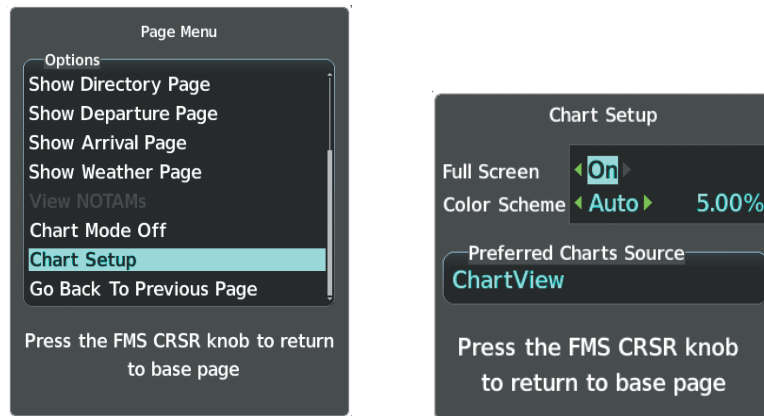 Page Menu
Options
Show Directory Page
Show Departure Page
Show Arrival Page
Show Weather Page
View NOTAMs
Chart Mode Off
Chart Setup
Go Back To Previous Page
Press the FMS CRSR knob to return
to base page
Chart Setup
Full Screen On
Color Scheme Auto 5.00%
Preferred Charts Source
ChartView
Press the FMS CRSR knob
to return to base page